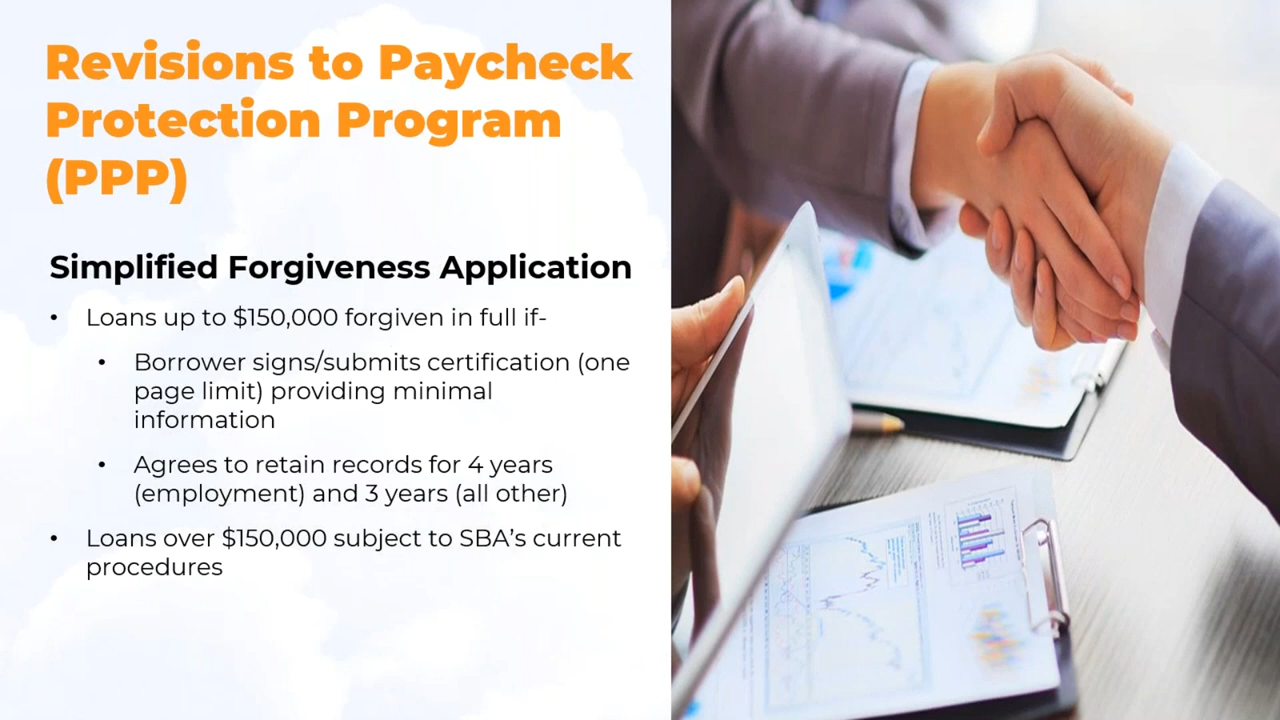 Revisions to Paycheck
Protection Program
(PPP)
Simplified Forgiveness Application
• Loans up to $150,000 forgiven in full if-
• Borrower signs/submits certification (one
page limit) providing minimal
information
• Agrees to retain records for 4 years
(employment) and 3 years (all other)
• Loans over $150,000 subject to SBA's current
procedures